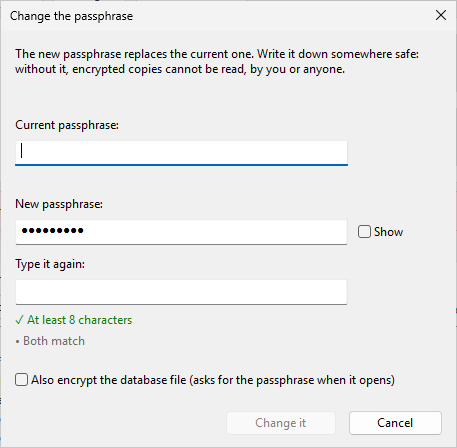 Change the passphrase
The new passphrase replaces the current one. Write it down somewhere safe:
without it, encrypted copies cannot be read, by you or anyone.
Current passphrase:
New passphrase:
●●●●●●●●●
Show
Type it again:
✓ At least 8 characters
• Both match
Also encrypt the database file (asks for the passphrase when it opens)
Change it
Cancel